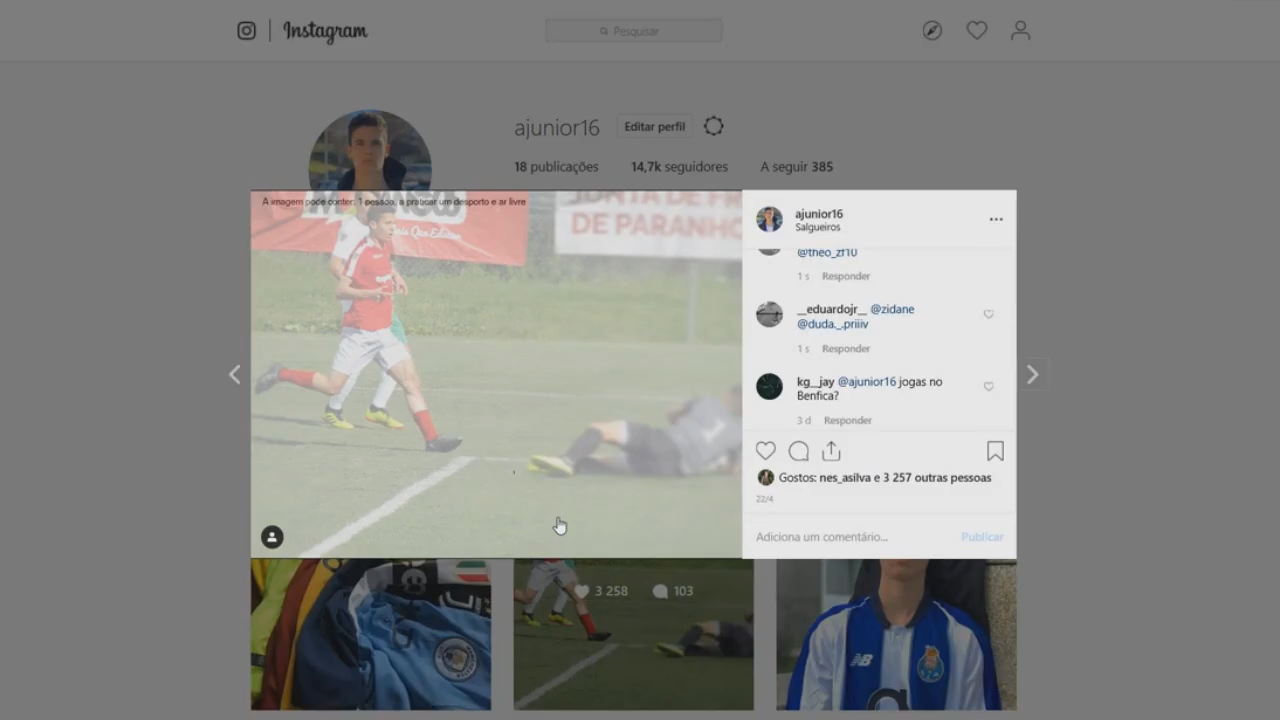 Instagram
Pesquisar
ajunior16
Editar perfil
18 publicações
14,7k seguidores
A seguir 385
A imagem pode conter: 1 pessoa, a praticar um desporto e ar livre
DE PARANHO
ajunior16
Salgueiros
@theo_zf10
1 s Responder
__eduardojr__ @zidane
@duda._.priiiv
1 s Responder
kg__jay @ajunior16 jogas no
Benfica?
3 d Responder
Gostos: nes_asilva e 3 257 outras pessoas
22/4
Adiciona um comentário...
Publicar
3 258
103
NB